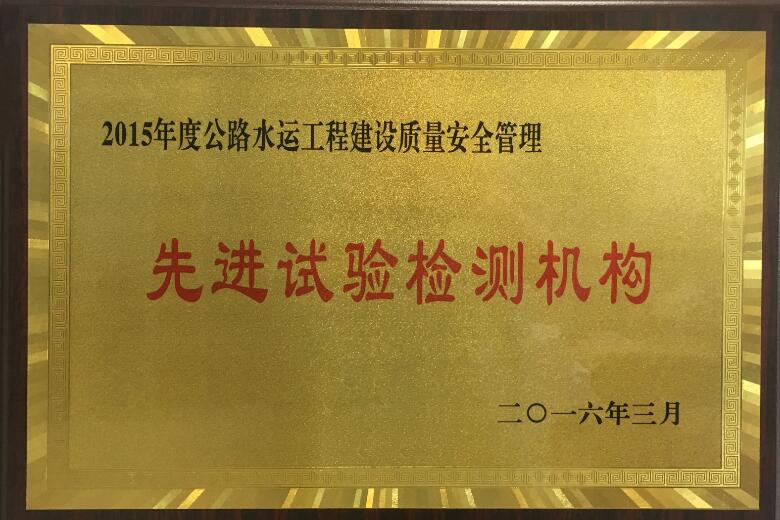 2015年度公路水运工程建设质量安全管理
先进试验检测机构
二〇一六年三月